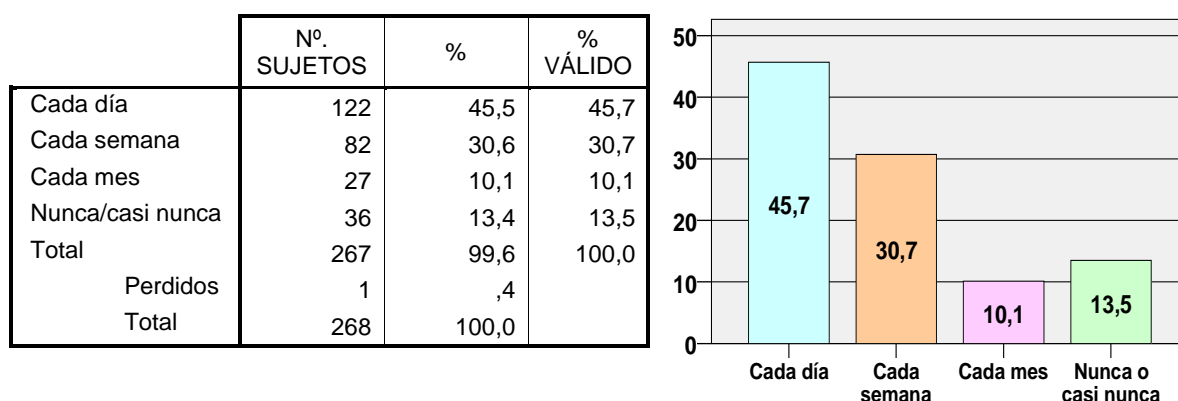 Nº. SUJETOS % % VÁLIDO
Cada día 122 45,5 45,7
Cada semana 82 30,6 30,7
Cada mes 27 10,1 10,1
Nunca/casi nunca 36 13,4 13,5
Total 267 99,6 100,0
Perdidos 1 ,4
Total 268 100,0
50
40
30
20
10
0
45,7
30,7
10,1
13,5
Cada día
Cada semana
Cada mes
Nunca o casi nunca